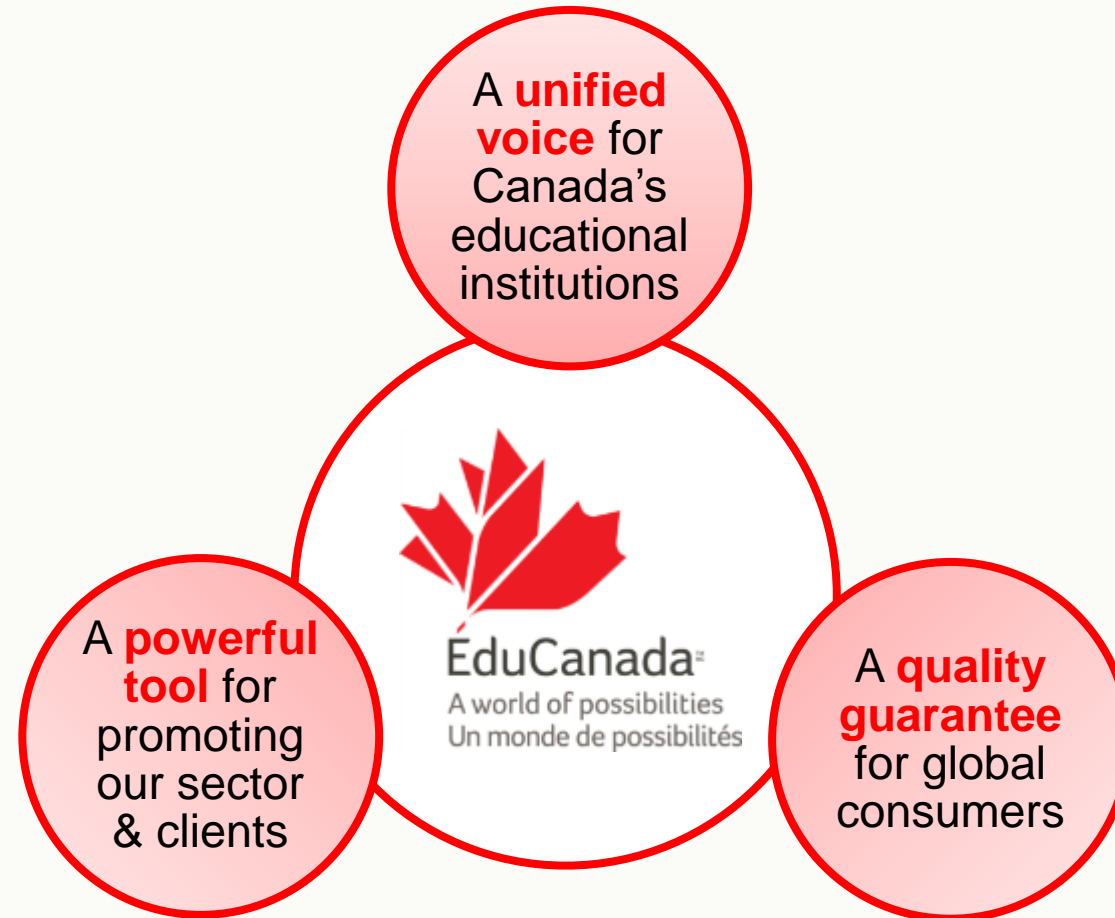 A unified
voice for
Canada's
educational
institutions
ÉduCanada
A world of possibilities
Un monde de possibilités
A powerful
tool for
promoting
our sector
& clients
A quality
guarantee
for global
consumers